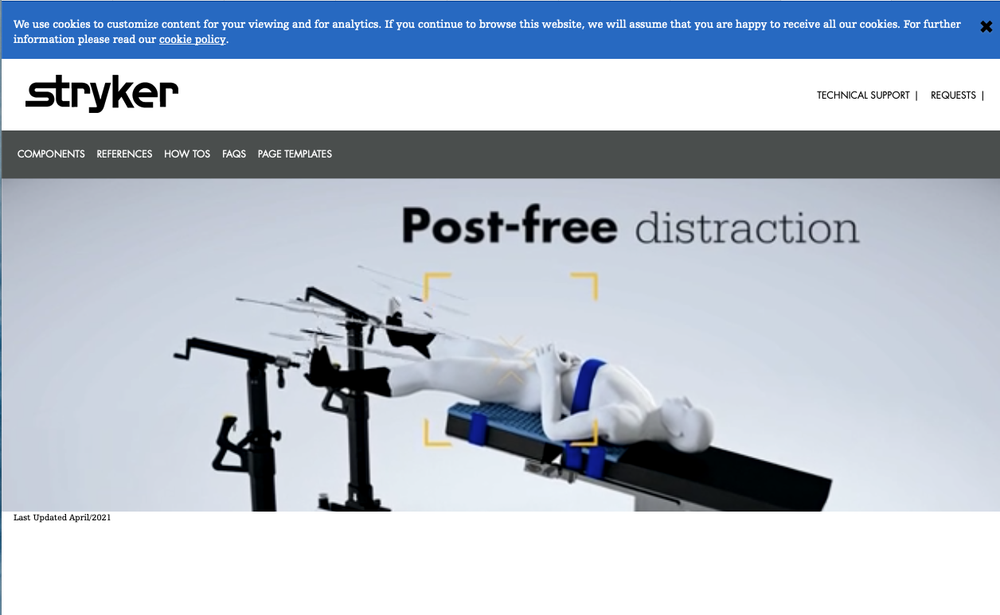 We use cookies to customize content for your viewing and for analytics. If you continue to browse this website, we will assume that you are happy to receive all our cookies. For further
information please read our cookie policy.
stryker
TECHNICAL SUPPORT | REQUESTS |
COMPONENTS REFERENCES HOW TOS FAQS PAGE TEMPLATES
Post-free distraction
Last Updated April/2021